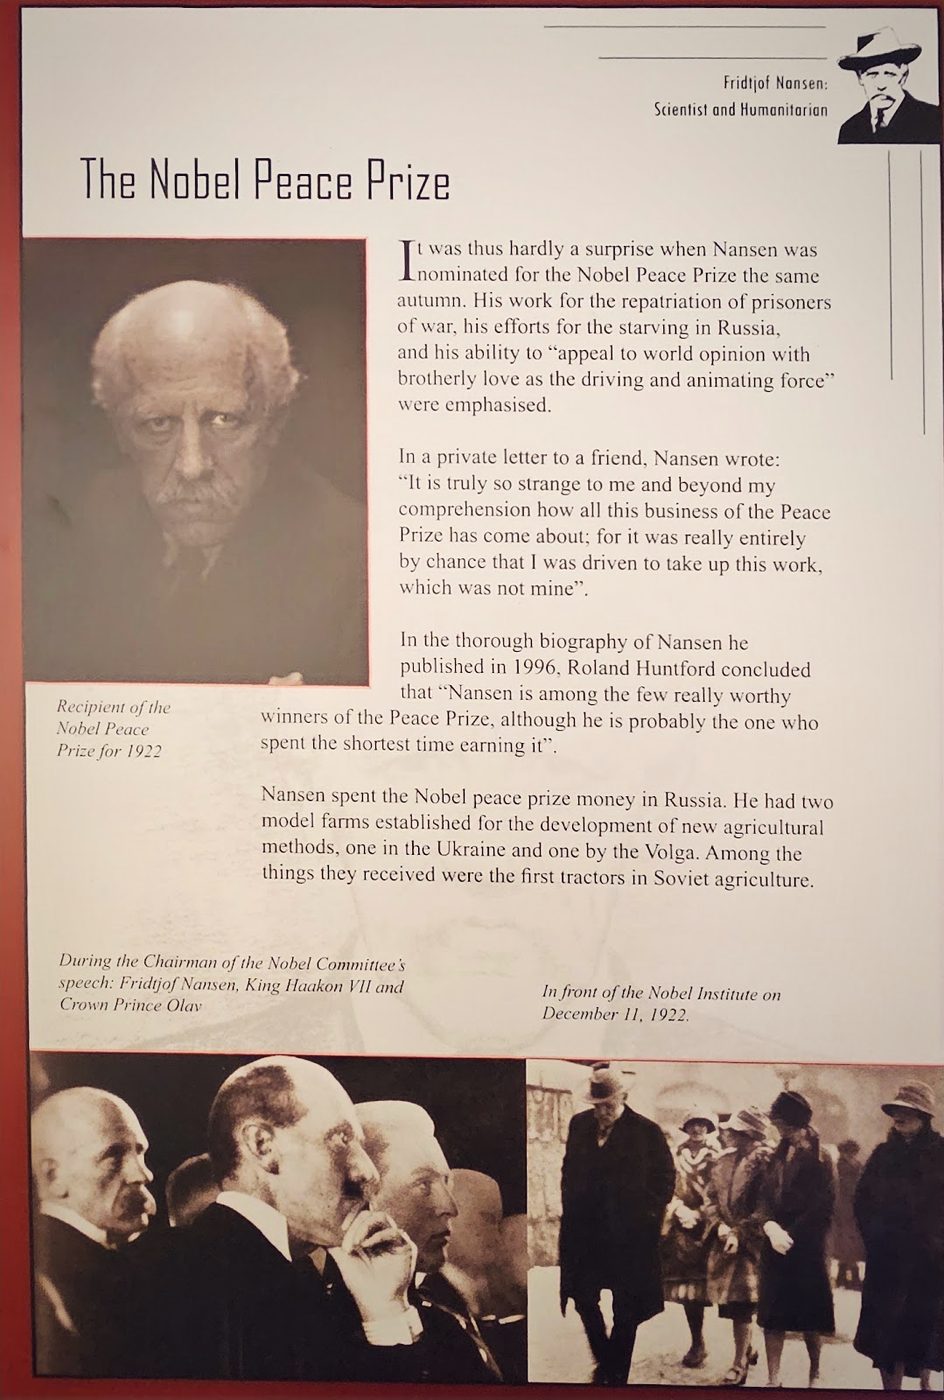 Fridtjof Nansen:
Scientist and Humanitarian
The Nobel Peace Prize
It was thus hardly a surprise when Nansen was
nominated for the Nobel Peace Prize the same
autumn. His work for the repatriation of prisoners
of war, his efforts for the starving in Russia,
and his ability to “appeal to world opinion with
brotherly love as the driving and animating force”
were emphasised.
In a private letter to a friend, Nansen wrote:
“It is truly so strange to me and beyond my
comprehension how all this business of the Peace
Prize has come about; for it was really entirely
by chance that I was driven to take up this work,
which was not mine”.
In the thorough biography of Nansen he
published in 1996, Roland Huntford concluded
that “Nansen is among the few really worthy
winners of the Peace Prize, although he is probably the one who
spent the shortest time earning it”.
Recipient of the
Nobel Peace
Prize for 1922
Nansen spent the Nobel peace prize money in Russia. He had two
model farms established for the development of new agricultural
methods, one in the Ukraine and one by the Volga. Among the
things they received were the first tractors in Soviet agriculture.
During the Chairman of the Nobel Committee's
speech: Fridtjof Nansen, King Haakon VII and
Crown Prince Olav
In front of the Nobel Institute on
December 11, 1922.